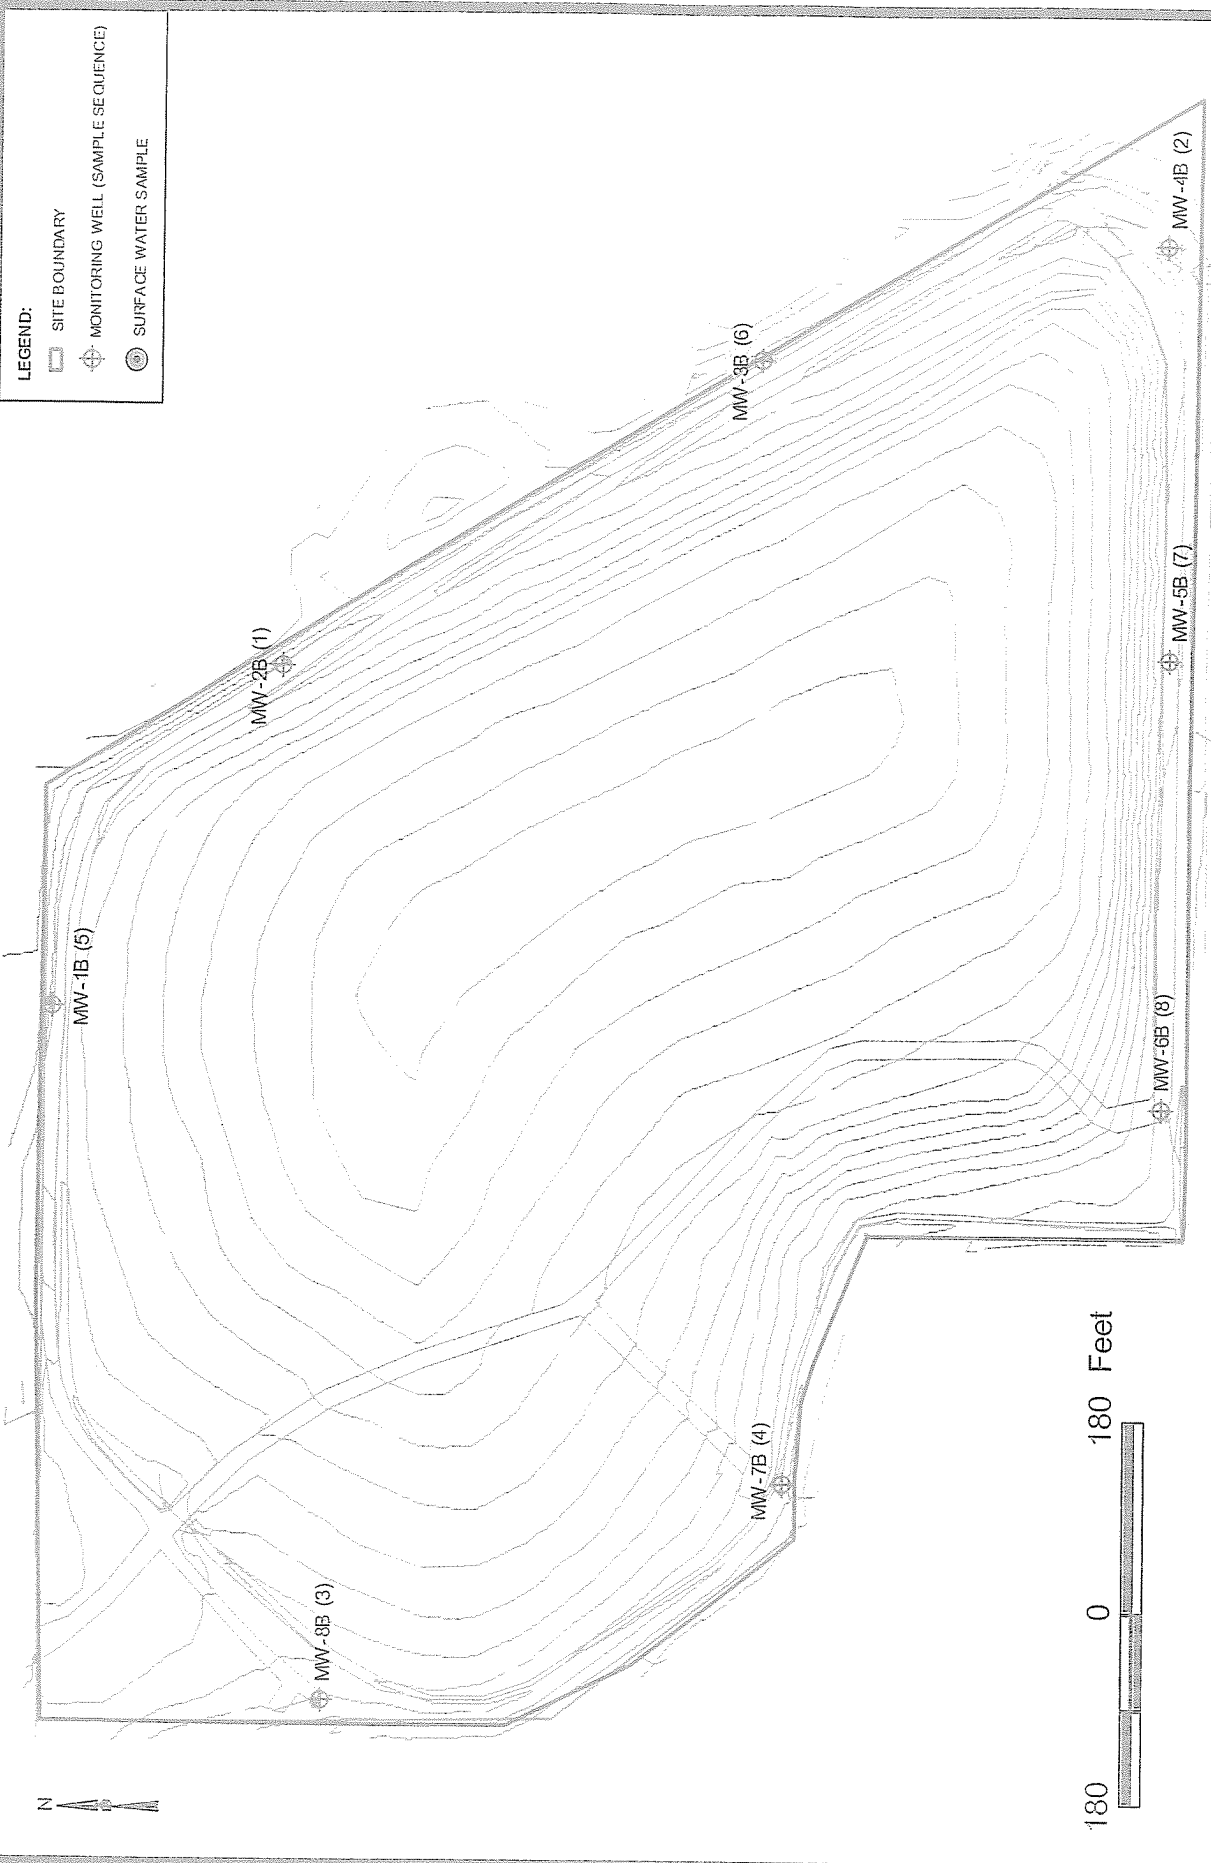 LEGEND:
SITE BOUNDARY
MONITORING WELL (SAMPLE SEQUENCE)
SURFACE WATER SAMPLE
N
MW-1B (5)
MW-2B (1)
MW-8B (3)
MW-3B (6)
MW-7B (4)
MW-6B (8)
MW-5B (7)
MW-4B (2)
180 0 180 Feet